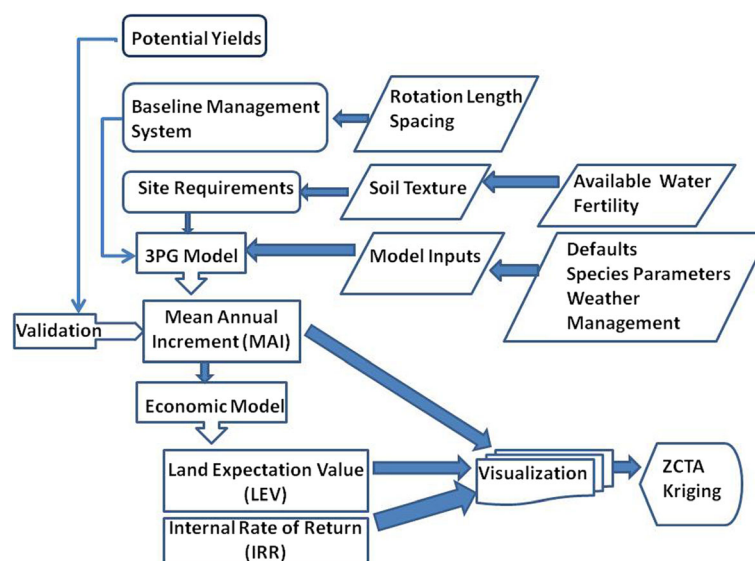 Potential Yields
Baseline Management
System
Rotation Length
Spacing
Site Requirements
Soil Texture
Available Water
Fertility
3PG Model
Model Inputs
Defaults
Species Parameters
Weather
Management
Validation
Mean Annual
Increment (MAI)
Economic Model
Land Expectation Value
(LEV)
Visualization
ZCTA
Kriging
Internal Rate of Return
(IRR)